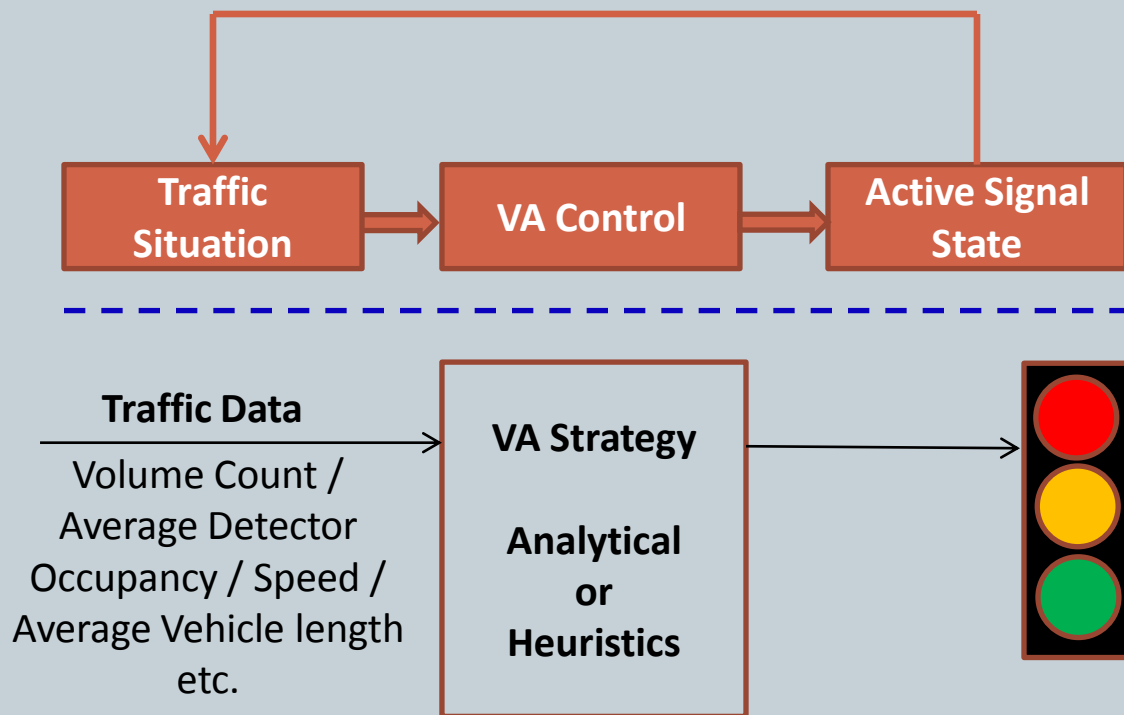 Traffic
Situation
VA Control
Active Signal
State
Traffic Data
Volume Count /
Average Detector
Occupancy / Speed /
Average Vehicle length
etc.
VA Strategy
Analytical
or
Heuristics